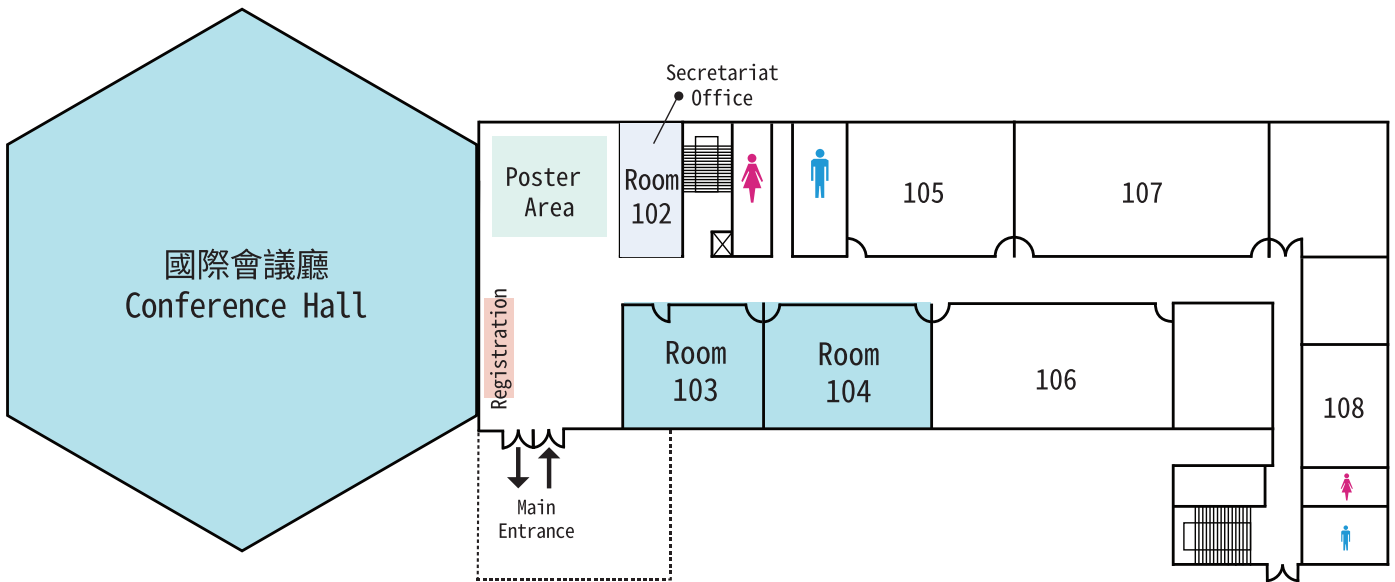 Secretariat
Office
國際會議廳
Conference Hall
Poster
Area
Room
102
105
107
Registration
Room
103
Room
104
106
108
Main
Entrance